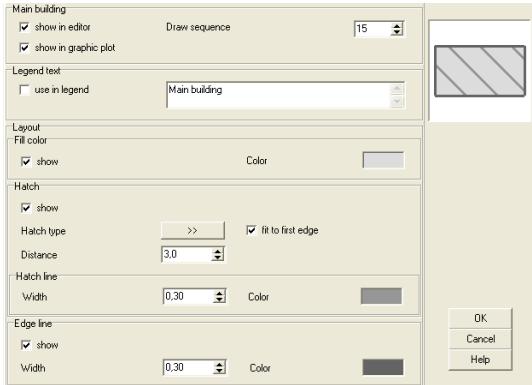 Main building
show in editor Draw sequence 15
show in graphic plot
Legend text
use in legend Main building
Layout
Fill color
show Color
Hatch
show
Hatch type >> fit to first edge
Distance 3,0
Hatch line
Width 0,30 Color
Edge line
show
Width 0,30 Color
OK
Cancel
Help